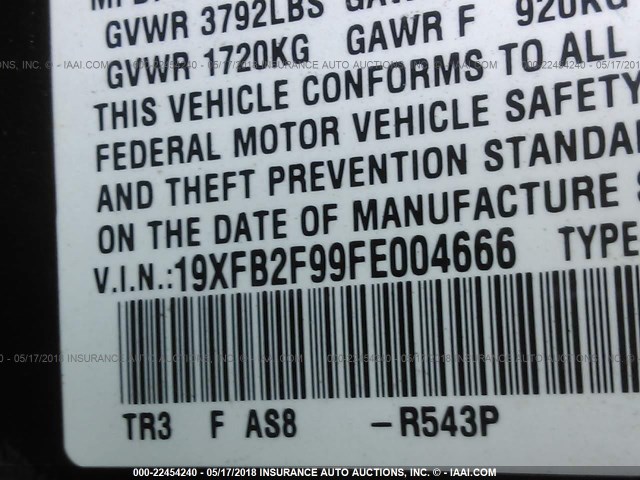 GVWR 3792LBS
GVWR 1720KG GAWR F 920KG
THIS VEHICLE CONFORMS TO ALL
FEDERAL MOTOR VEHICLE SAFETY
AND THEFT PREVENTION STANDA
ON THE DATE OF MANUFACTURE S
V.I.N.:19XFB2F99FE004666 TYPE
TR3 F AS8 -R543P
000-22454240 - 05/17/2018 INSURANCE AUTO AUCTIONS, INC. - ©IAAI.COM